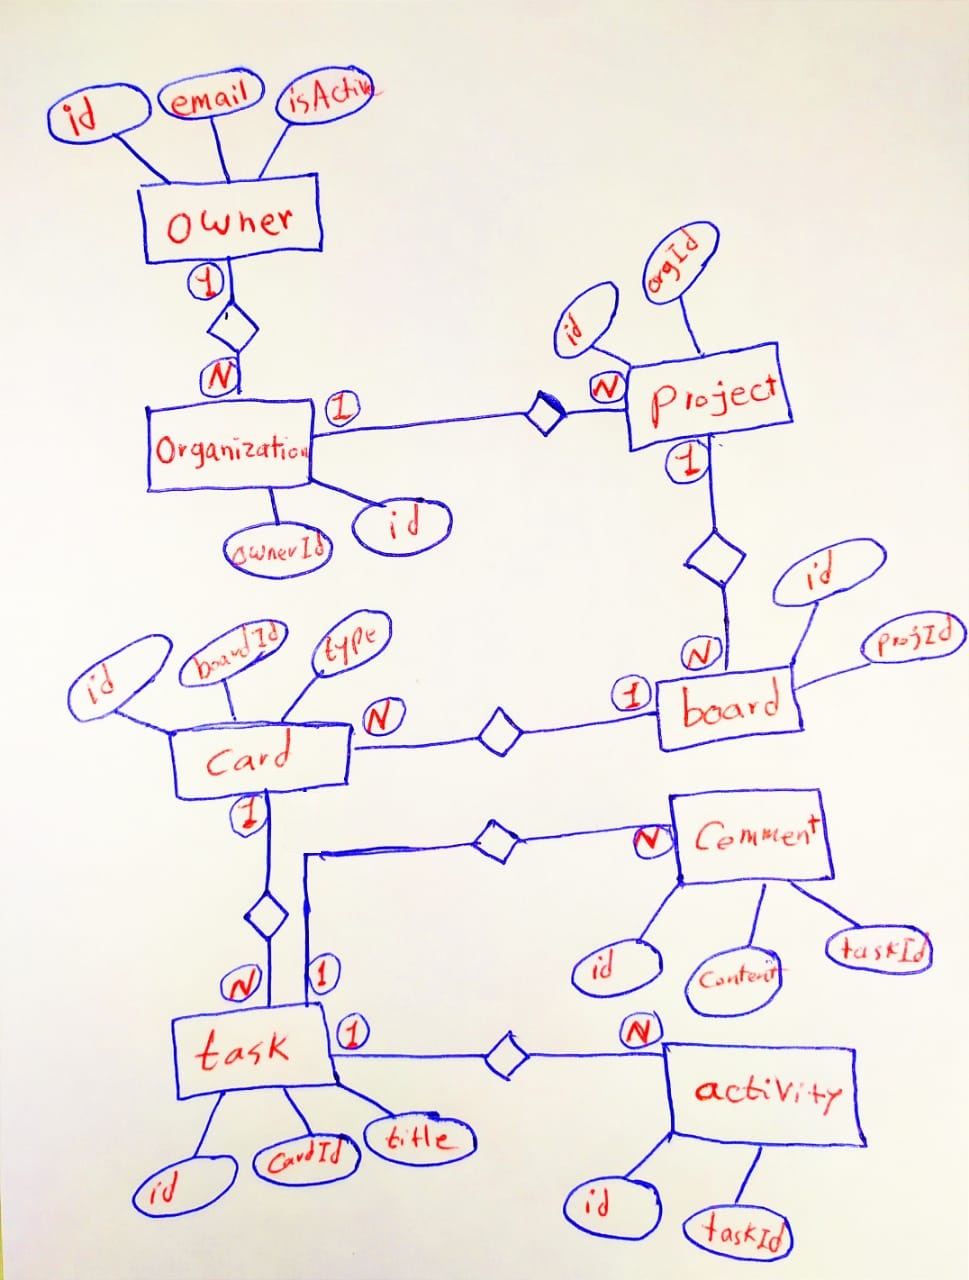 id
email
isActive
Owner
1
N
Organization
1
ownerId
id
id
orgId
N
Project
1
N
id
projId
1
board
id
boardId
type
N
Card
1
N
1
N
Comment
id
Content
taskId
task
1
N
activity
id
CardId
title
id
taskId